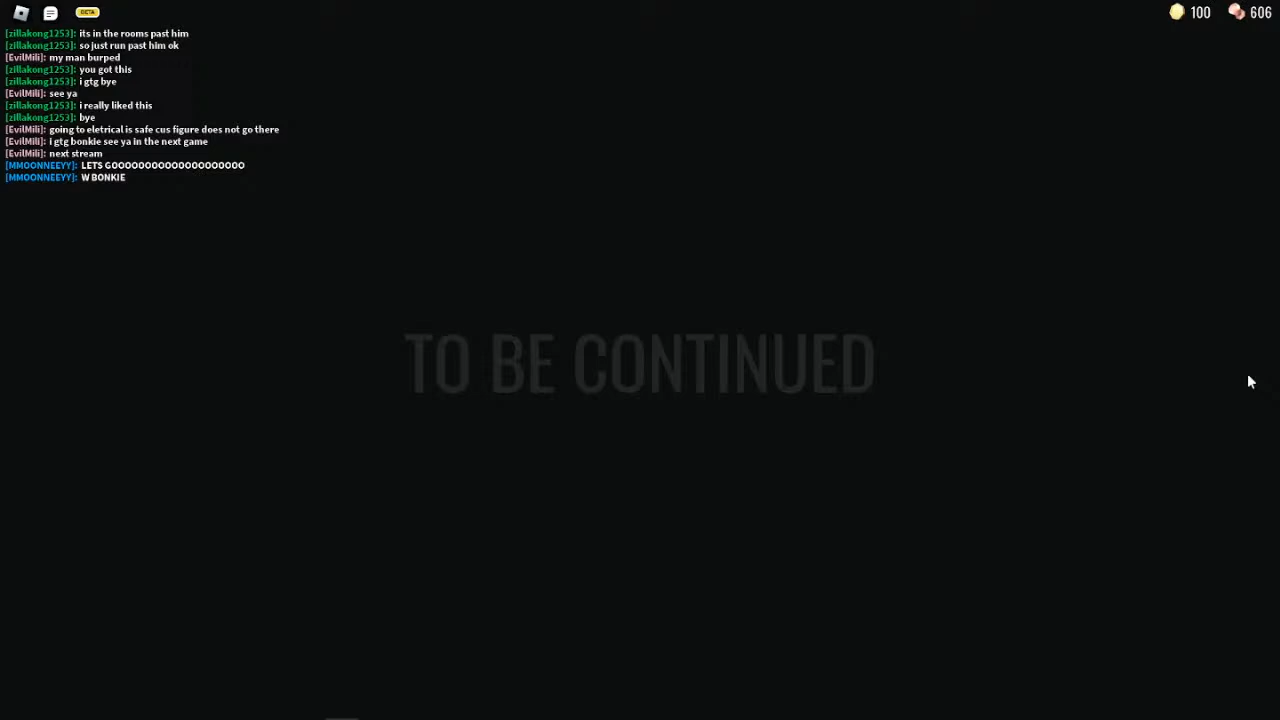 BETA
100
606
[zillakong1253]: its in the rooms past him
[zillakong1253]: so just run past him ok
[EvilMili]: my man burped
[zillakong1253]: you got this
[zillakong1253]: i gtg bye
[EvilMili]: see ya
[zillakong1253]: i really liked this
[zillakong1253]: bye
[EvilMili]: going to eletrical is safe cus figure does not go there
[EvilMili]: i gtg bonkie see ya in the next game
[EvilMili]: next stream
[MMOONNEEYY]: LETS GOOOOOOOOOOOOOOOOOOOO
[MMOONNEEYY]: W BONKIE
TO BE CONTINUED